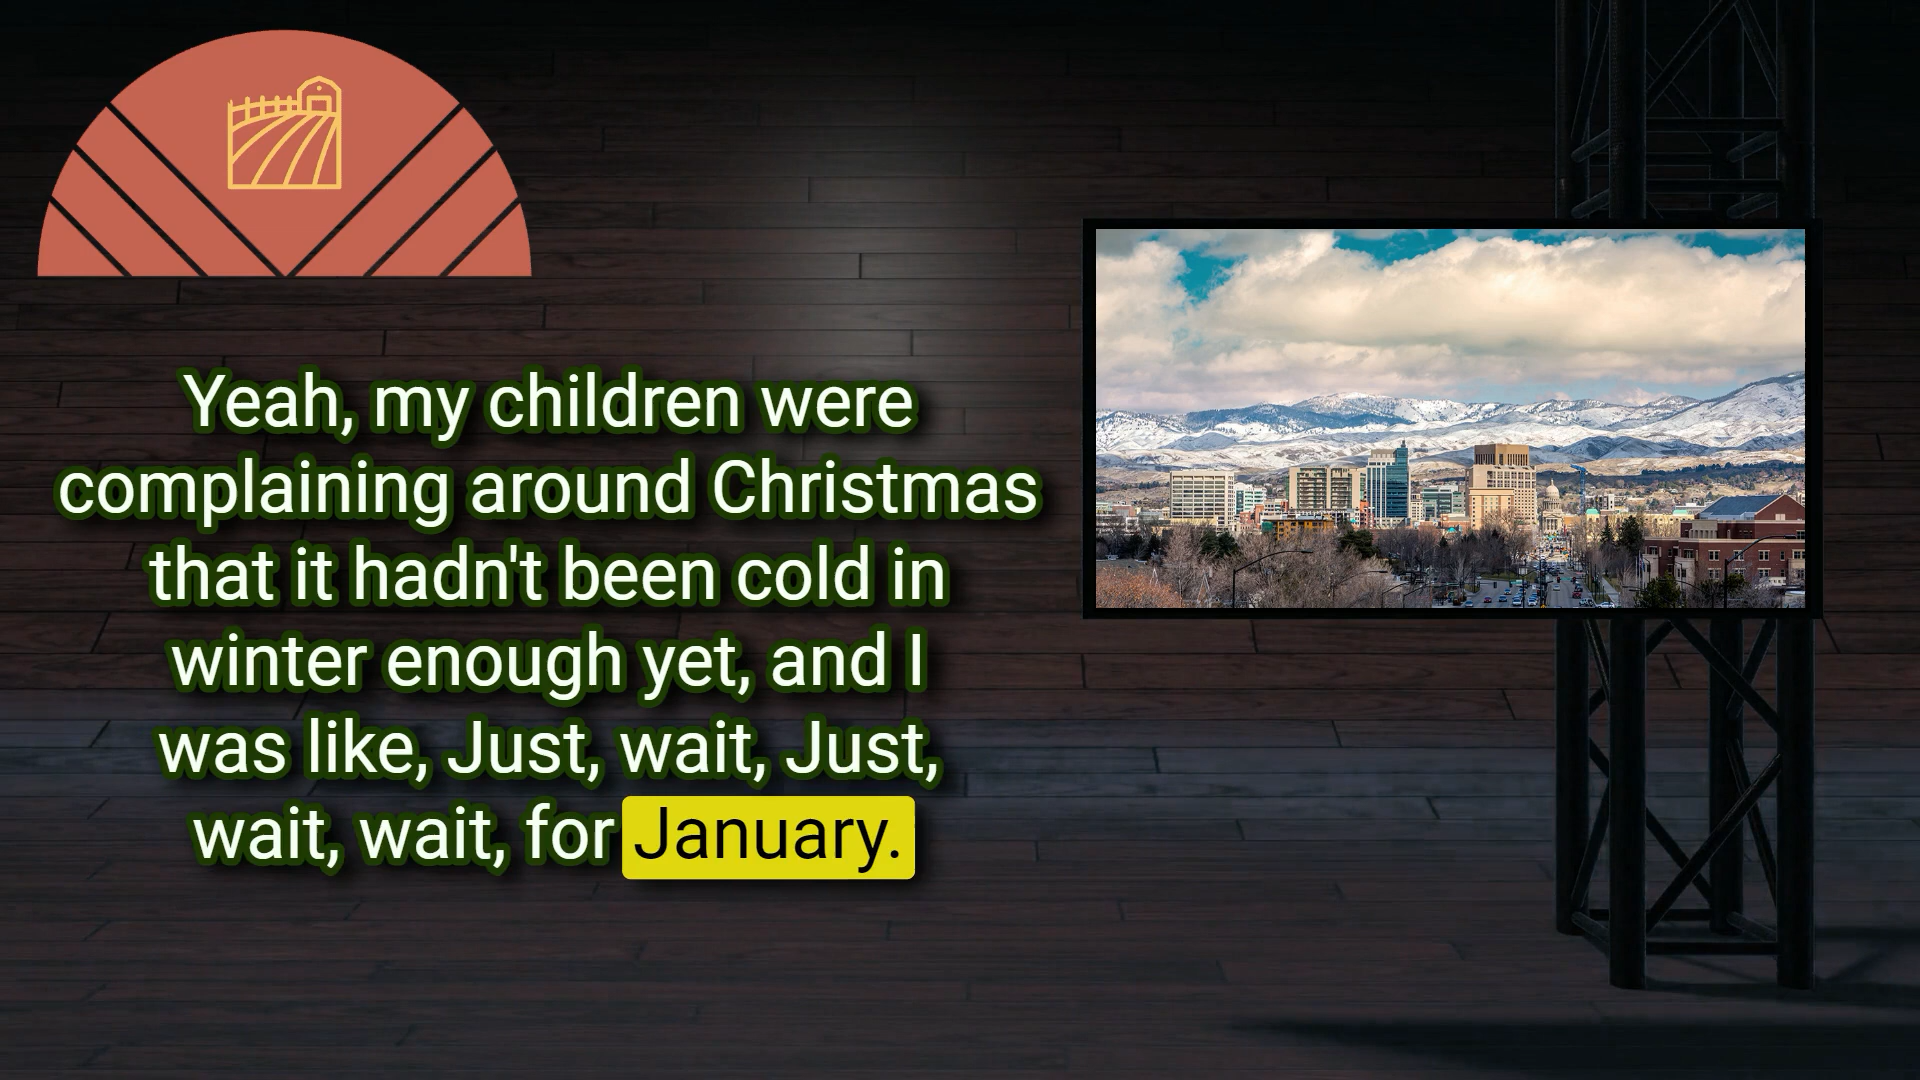 Yeah, my children were
complaining around Christmas
that it hadn't been cold in
winter enough yet, and I
was like, Just, wait, Just,
wait, wait, for January.